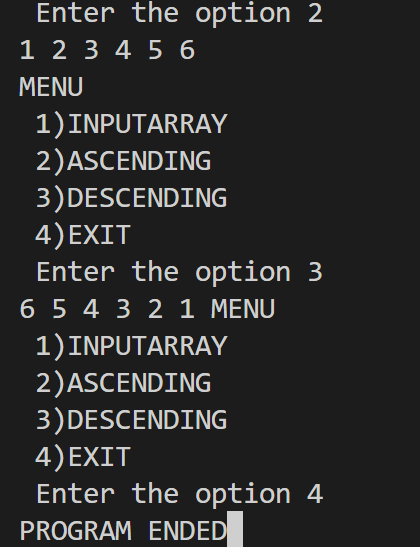 Enter the option 2
1 2 3 4 5 6
MENU
1)INPUTARRAY
2)ASCENDING
3)DESCENDING
4)EXIT
Enter the option 3
6 5 4 3 2 1 MENU
1)INPUTARRAY
2)ASCENDING
3)DESCENDING
4)EXIT
Enter the option 4
PROGRAM ENDED